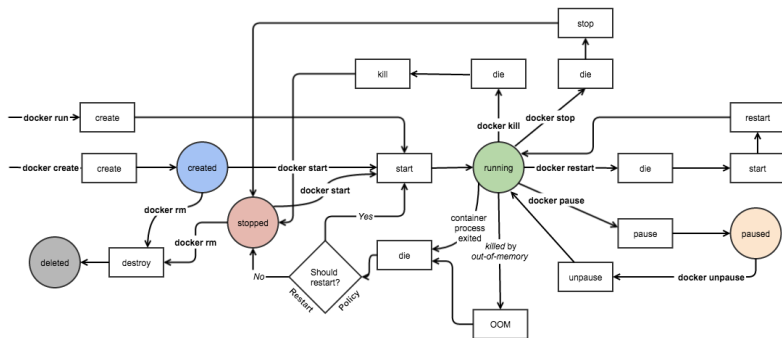 stop
kill
die
die
docker run
create
docker kill
docker stop
restart
docker create
create
created
docker start
start
running
docker restart
die
start
docker start
docker rm
stopped
docker rm
Yes
container
process
exited
killed by
out-of-memory
docker pause
pause
paused
deleted
destroy
No
Should
restart?
Restart
Policy
die
unpause
docker unpause
OOM